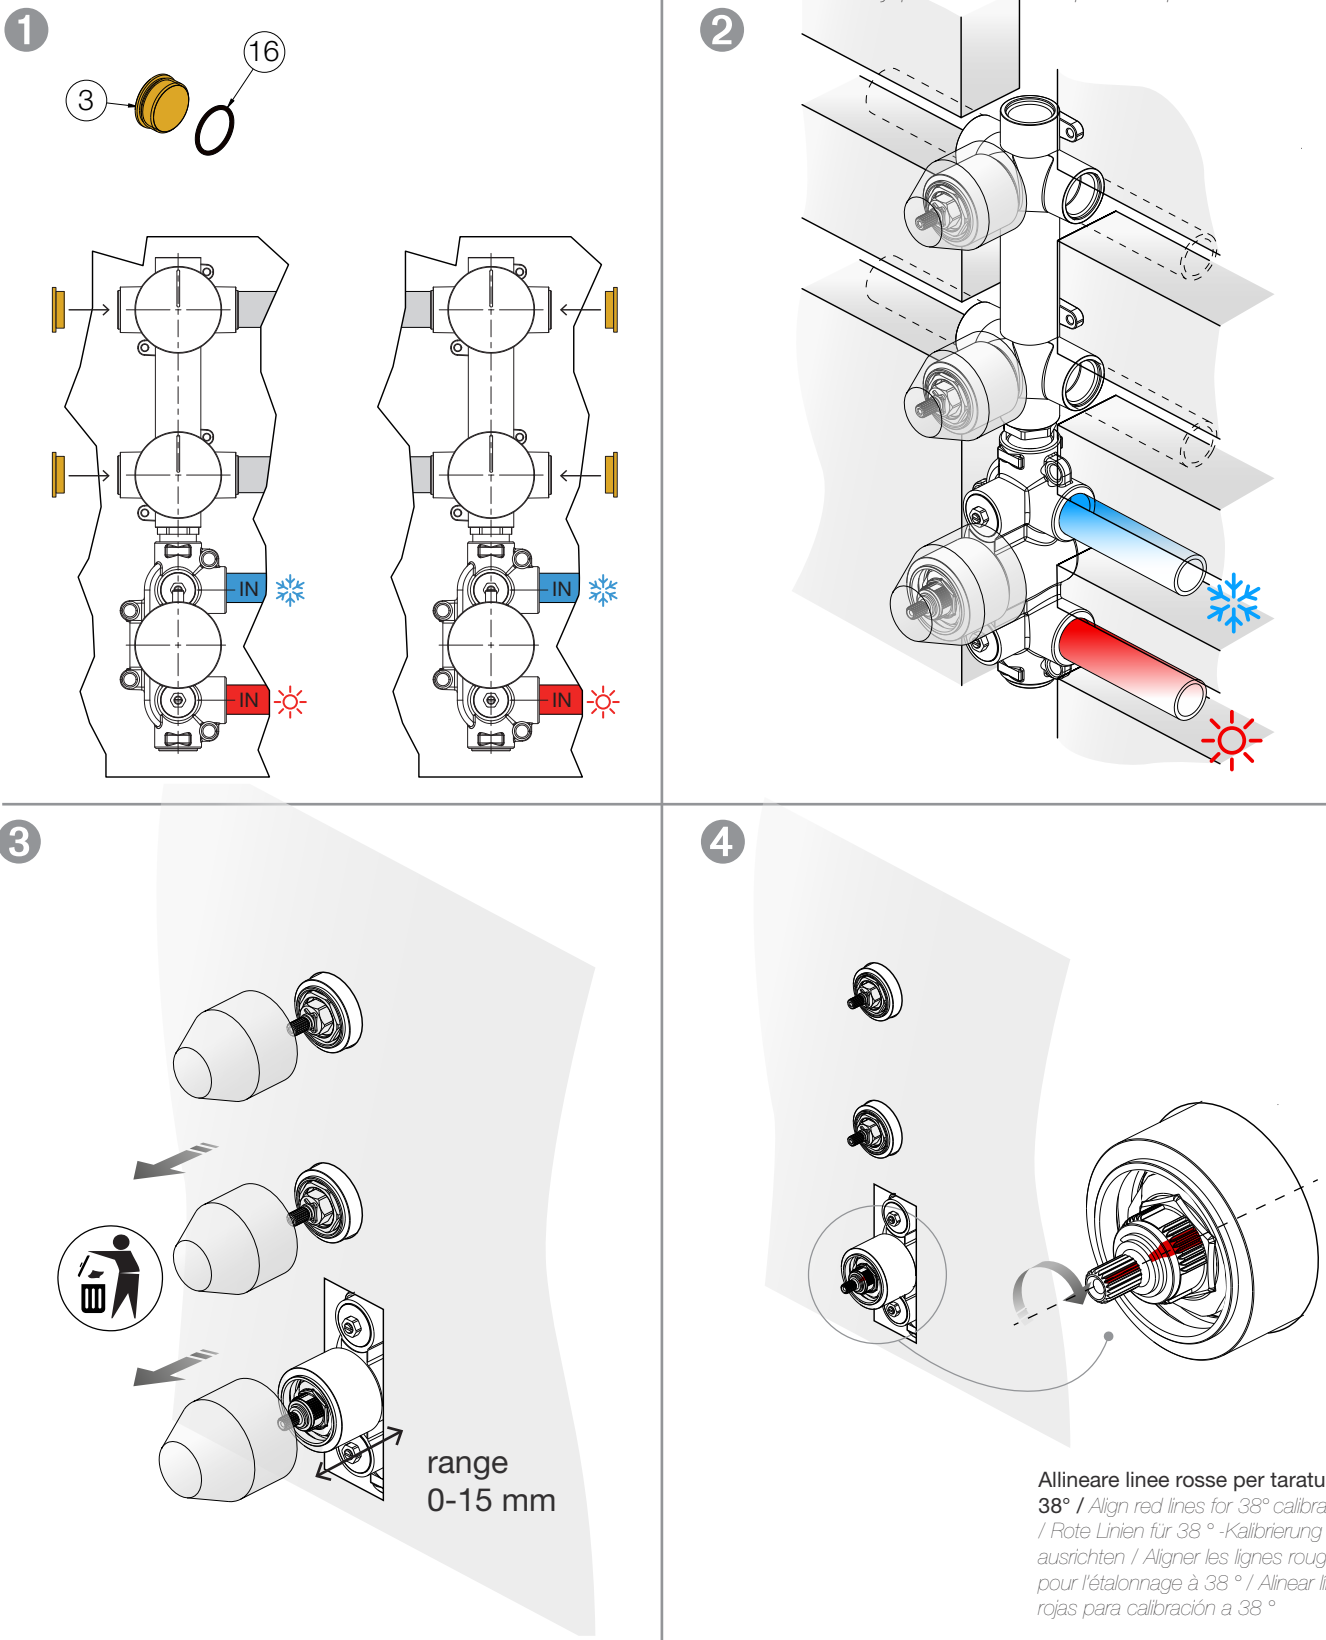 1
16
3
IN
IN
IN
IN
2
3
range
0-15 mm
4
Allineare linee rosse per taratu
38° / Align red lines for 38° calibra
/ Rote Linien für 38 ° -Kalibrierung
ausrichten / Aligner les lignes roug
pour l'étalonnage à 38 ° / Alinear li
rojas para calibración a 38 °